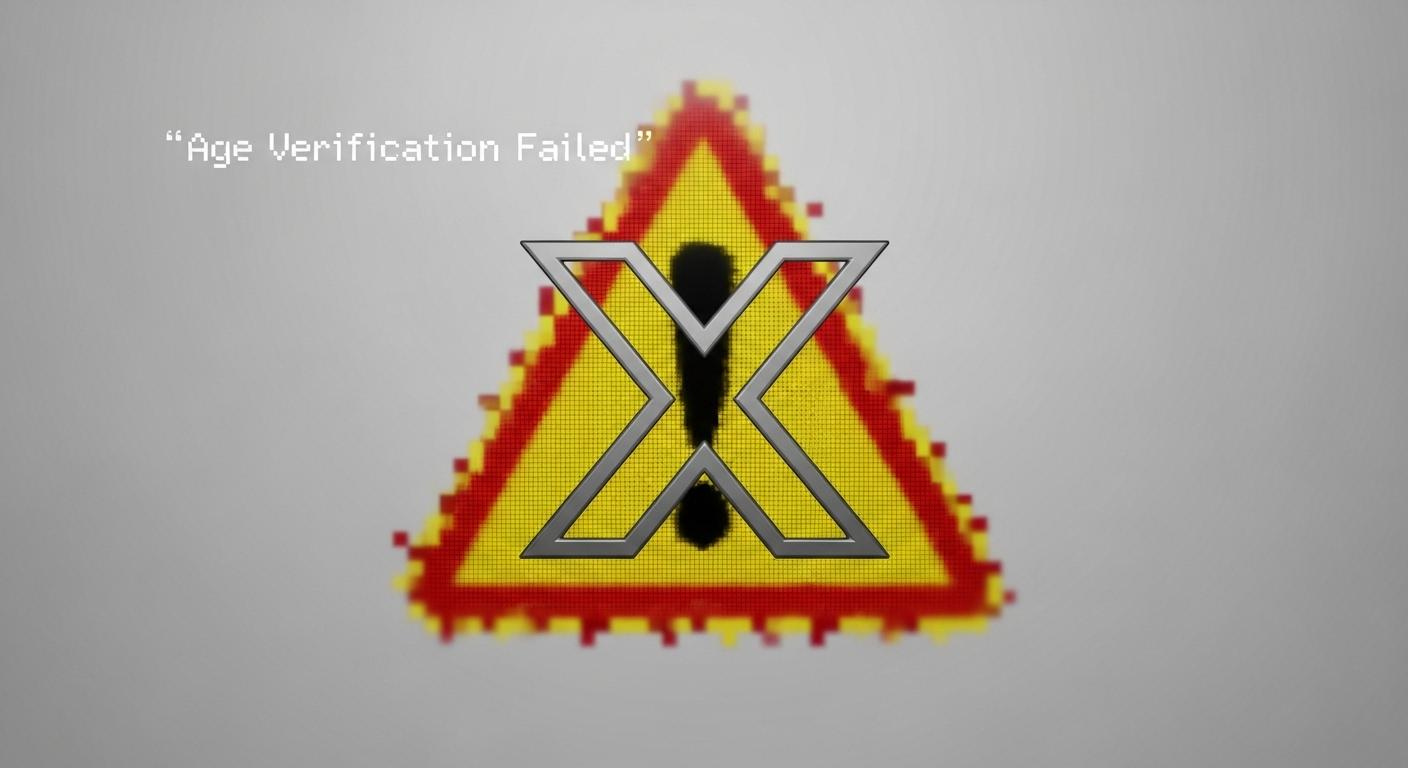 “Age Verification Failed”
X